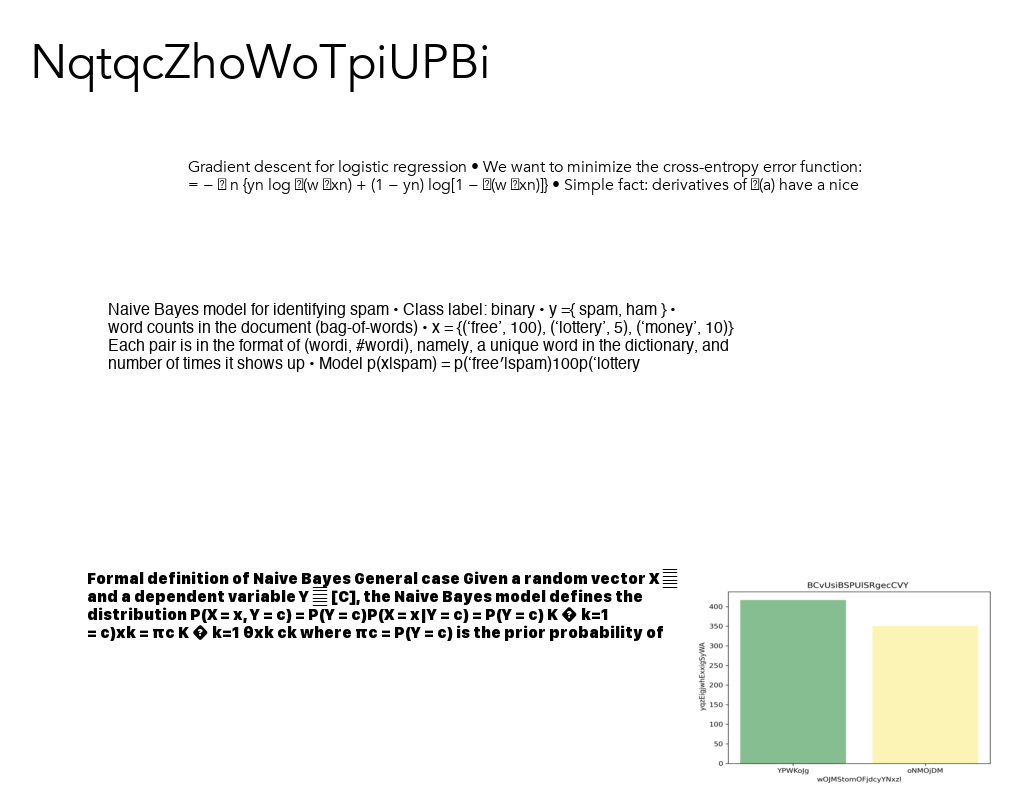 NqtqcZhoWoTpiUPBi
Gradient descent for logistic regression • We want to minimize the cross-entropy error function:
= − n {yn log (w xn) + (1 − yn) log[1 − (w xn)]} • Simple fact: derivatives of (a) have a nice
Naive Bayes model for identifying spam • Class label: binary • y ={ spam, ham } •
word counts in the document (bag-of-words) • x = {(‘free’, 100), (‘lottery’, 5), (‘money’, 10)}
Each pair is in the format of (wordi, #wordi), namely, a unique word in the dictionary, and
number of times it shows up • Model p(x|spam) = p(‘free′|spam)100p(‘lottery
Formal definition of Naive Bayes General case Given a random vector X
and a dependent variable Y [C], the Naive Bayes model defines the
distribution P(X = x, Y = c) = P(Y = c)P(X = x|Y = c) = P(Y = c) K � k=1
= c)xk = πc K � k=1 θxk ck where πc = P(Y = c) is the prior probability of
BCvUsiBSPUlSRgecCVY
400
350
300
250
200
150
100
50
0
yqzEigjwhExxigSyWA
YPWKoJg oNMOjDM
wOJMStomOFjdcyYNxzl